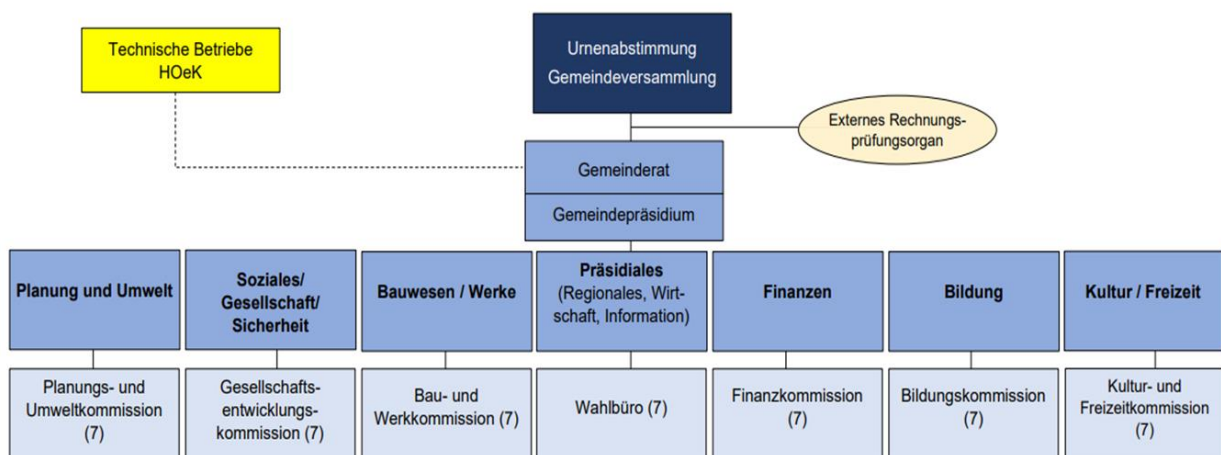 Technische Betriebe
HOeK
Urnenabstimmung
Gemeindeversammlung
Externes Rechnungs-
prüfungsorgan
Gemeinderat
Gemeindepräsidium
Planung und Umwelt
Soziales/
Gesellschaft/
Sicherheit
Bauwesen / Werke
Präsidiales
(Regionales, Wirt-
schaft, Information)
Finanzen
Bildung
Kultur / Freizeit
Planungs- und
Umweltkommission
(7)
Gesellschafts-
entwicklungs-
kommission (7)
Bau- und
Werkkommission (7)
Wahlbüro (7)
Finanzkommission
(7)
Bildungskommission
(7)
Kultur- und
Freizeitkommission
(7)